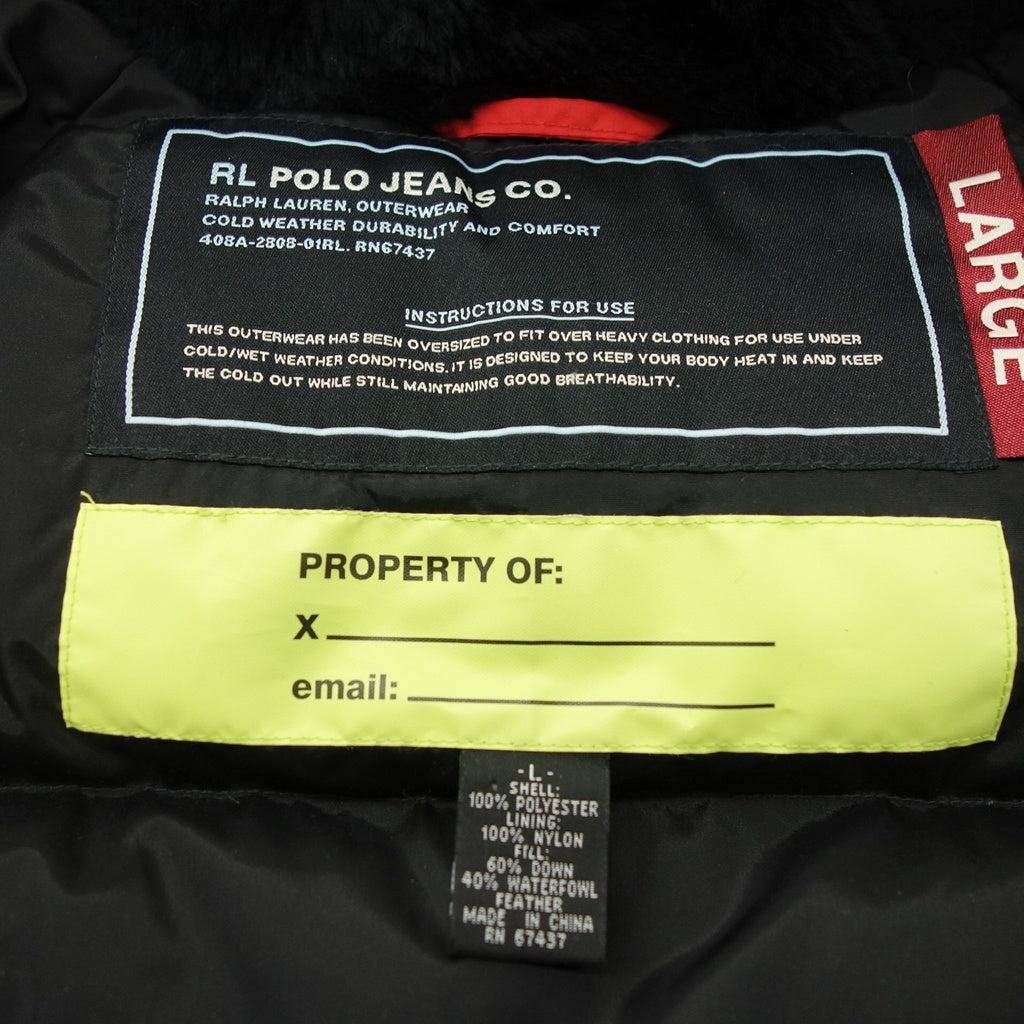 RL POLO JEANS CO.
RALPH LAUREN, OUTERWEAR
COLD WEATHER DURABILITY AND COMFORT
408A-2808-01RL. RN67437
INSTRUCTIONS FOR USE
THIS OUTERWEAR HAS BEEN OVERSIZED TO FIT OVER HEAVY CLOTHING FOR USE UNDER
COLD/WET WEATHER CONDITIONS. IT IS DESIGNED TO KEEP YOUR BODY HEAT IN AND KEEP
THE COLD OUT WHILE STILL MAINTAINING GOOD BREATHABILITY.
LARGE
PROPERTY OF:
X
email:
- L -
SHELL:
100% POLYESTER
LINING:
100% NYLON
FILL:
60% DOWN
40% WATERFOWL
FEATHER
MADE IN CHINA
RN 67437